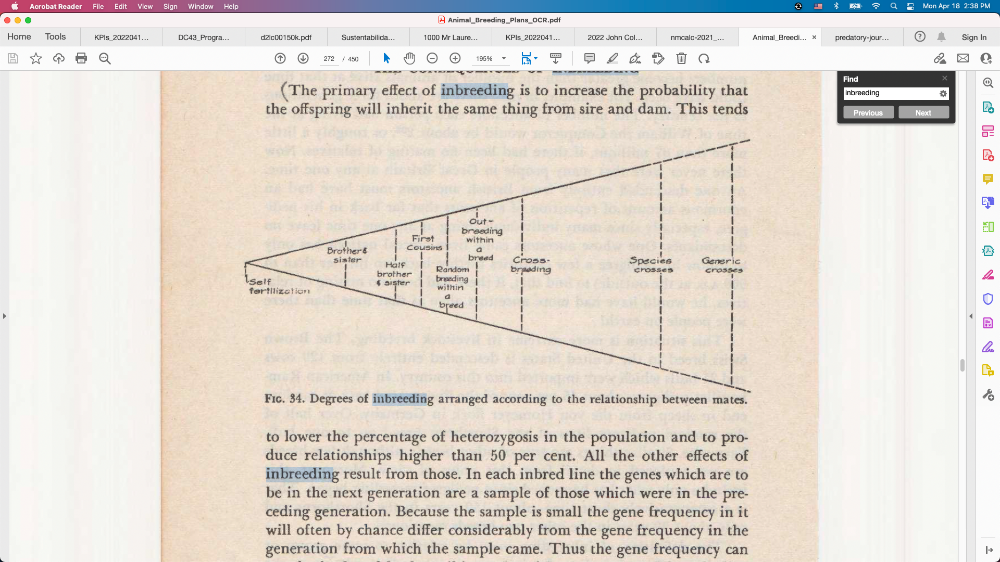 Acrobat Reader File Edit View Sign Window Help Mon Apr 18 2:38 PM
Animal_Breeding_Plans_OCR.pdf
Home Tools KPIs_2022041... DC43_Progra... d2lc00150k.pdf Sustentabilida... 1000 Mr Laure... KPIs_2022041... 2022 John Col... nmcalc-2021_... Animal_Breedi... × predatory-jour... Sign In
272 / 450 195%
THE CONSEQUENCES OF INBREEDING
(The primary effect of inbreeding is to increase the probability that
the offspring will inherit the same thing from sire and dam. This tends
Find
inbreeding
Previous Next
Self
fertilization
Brother &
sister
Half
brother
& sister
First
Cousins
Random
breeding
within
a
breed
Out-
breeding
within
a
breed
Cross-
breeding
Species
crosses
Generic
crosses
FIG. 34. Degrees of inbreeding arranged according to the relationship between mates.
to lower the percentage of heterozygosis in the population and to pro-
duce relationships higher than 50 per cent. All the other effects of
inbreeding result from those. In each inbred line the genes which are to
be in the next generation are a sample of those which were in the pre-
ceding generation. Because the sample is small the gene frequency in it
will often by chance differ considerably from the gene frequency in the
generation from which the sample came. Thus the gene frequency can